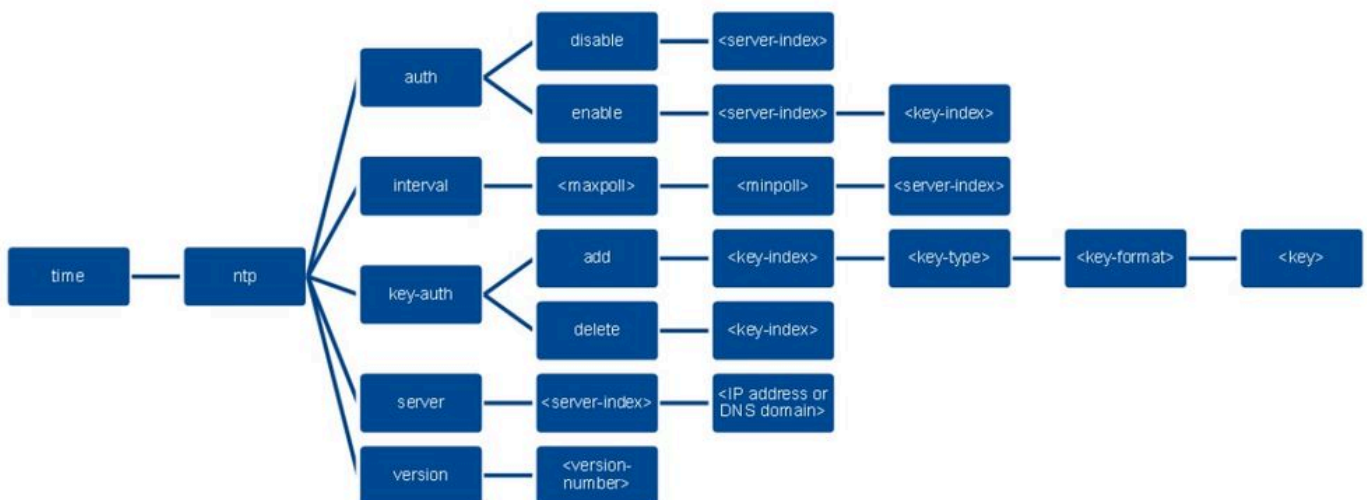 disable
<server-index>
auth
enable
<server-index>
<key-index>
interval
<maxpoll>
<minpoll>
<server-index>
add
<key-index>
<key-type>
<key-format>
<key>
time
ntp
key-auth
delete
<key-index>
server
<server-index>
<IP address or
DNS domain>
version
<version-
number>